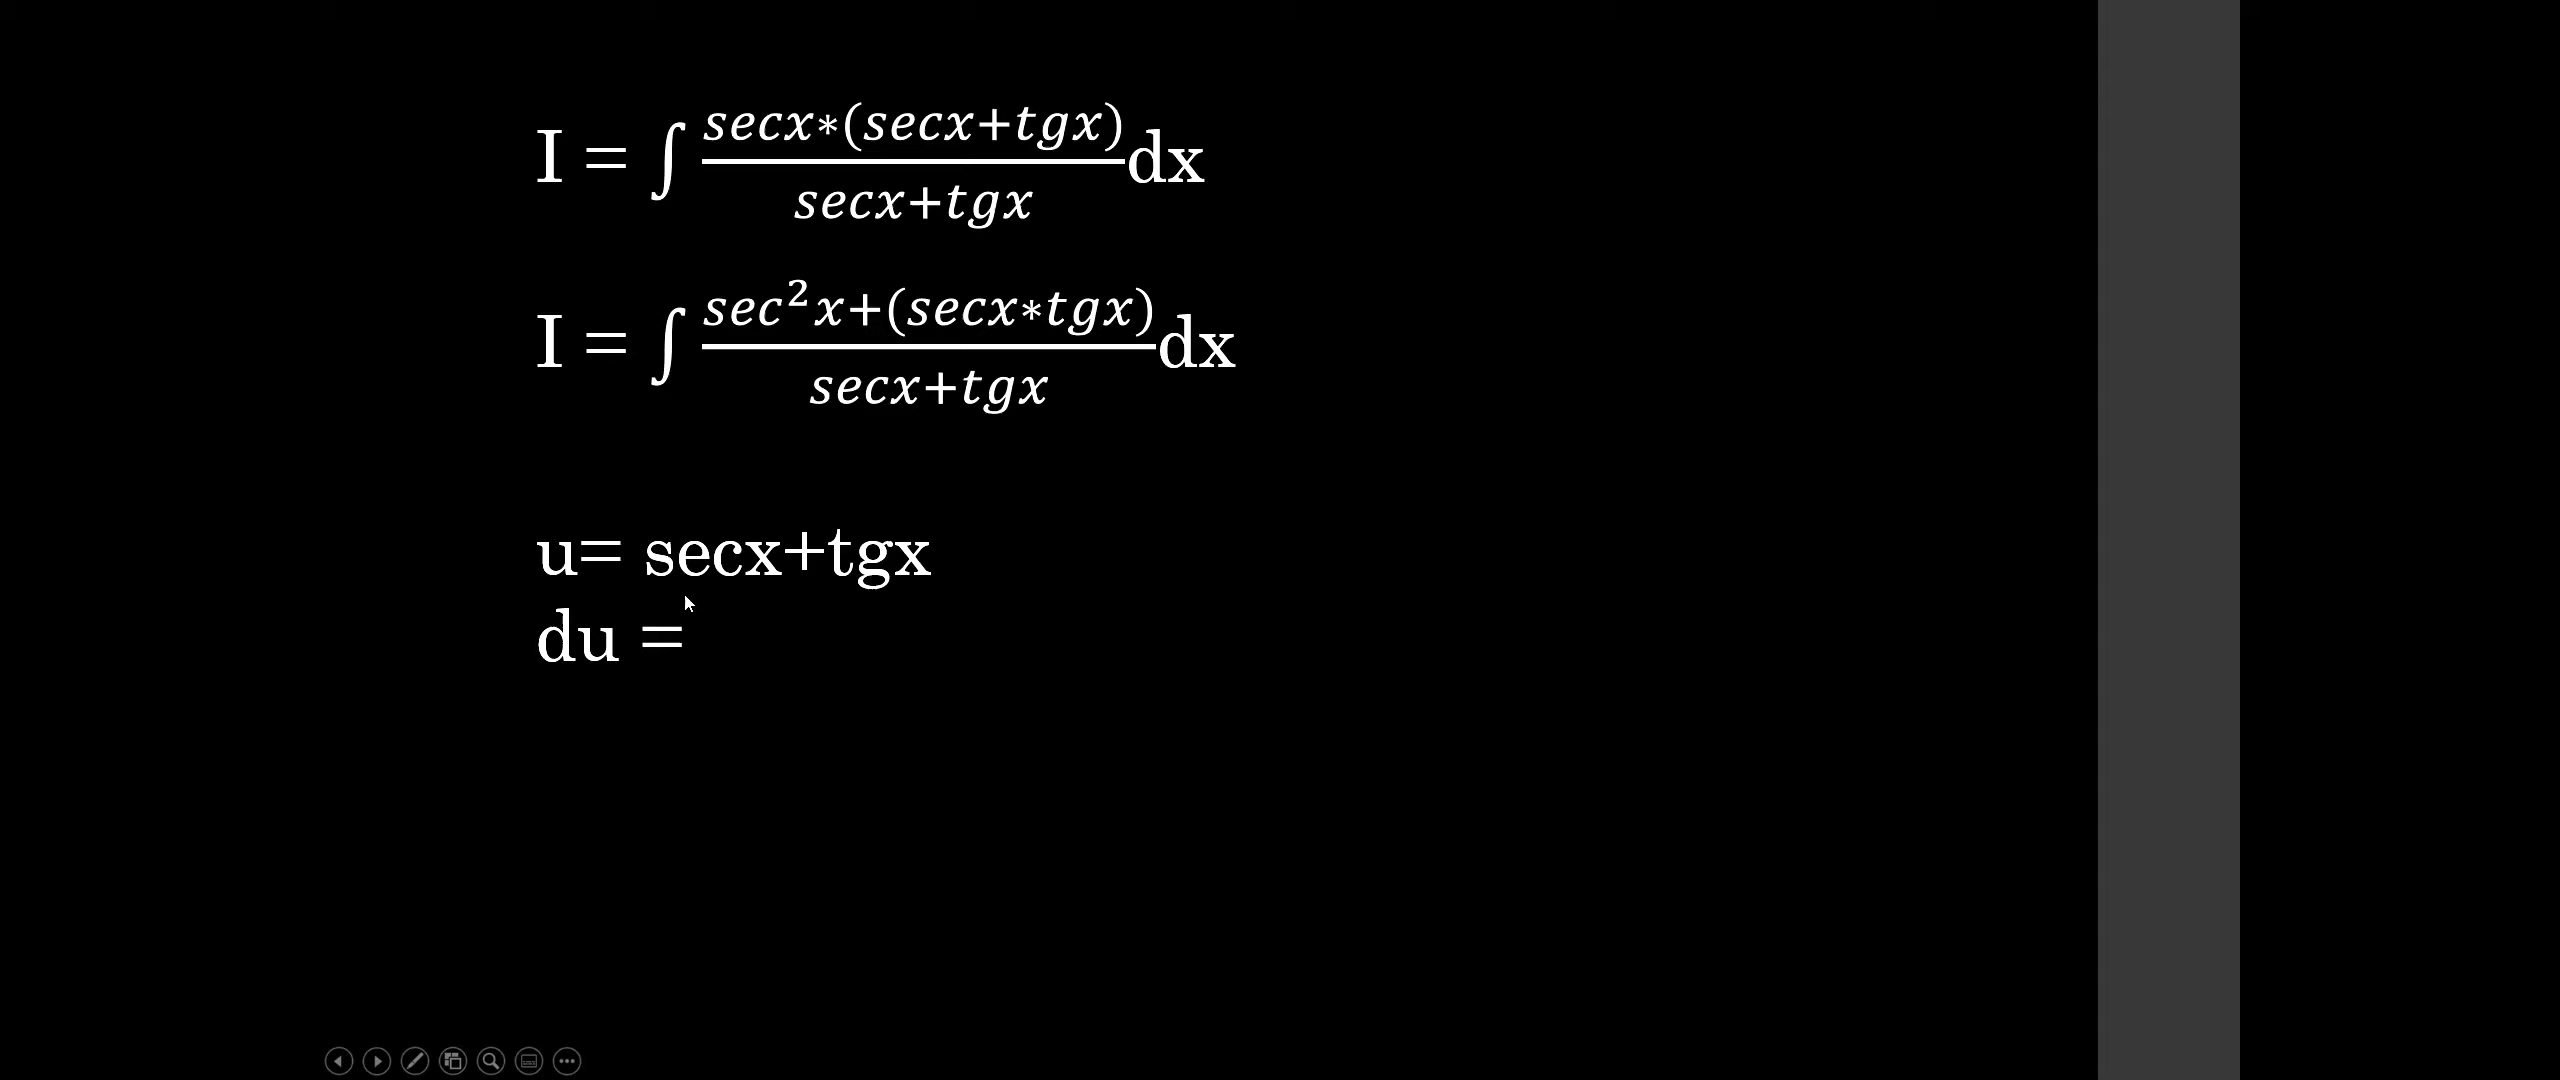 I = ∫ secx*(secx+tgx)/secx+tgx dx
I = ∫ sec²x+(secx*tgx)/secx+tgx dx
u= secx+tgx
du =